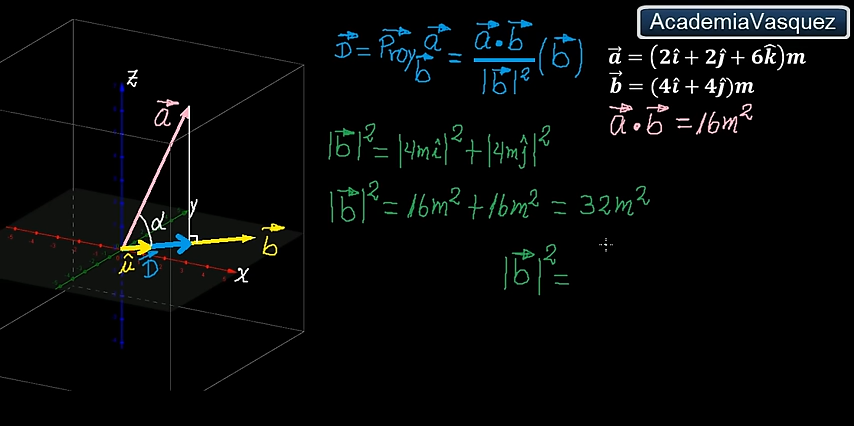 AcademiaVasquez
D⃗ = Proy_b⃗ a⃗ = (a⃗ • b⃗)/|b⃗|² (b⃗)
a⃗ = (2î + 2ĵ + 6k̂)m
b⃗ = (4î + 4ĵ)m
a⃗ • b⃗ = 16m²
|b⃗|² = |4mî|² + |4mĵ|²
|b⃗|² = 16m² + 16m² = 32m²
|b⃗|² =
z
a⃗
y
α
b⃗
û
D⃗
x